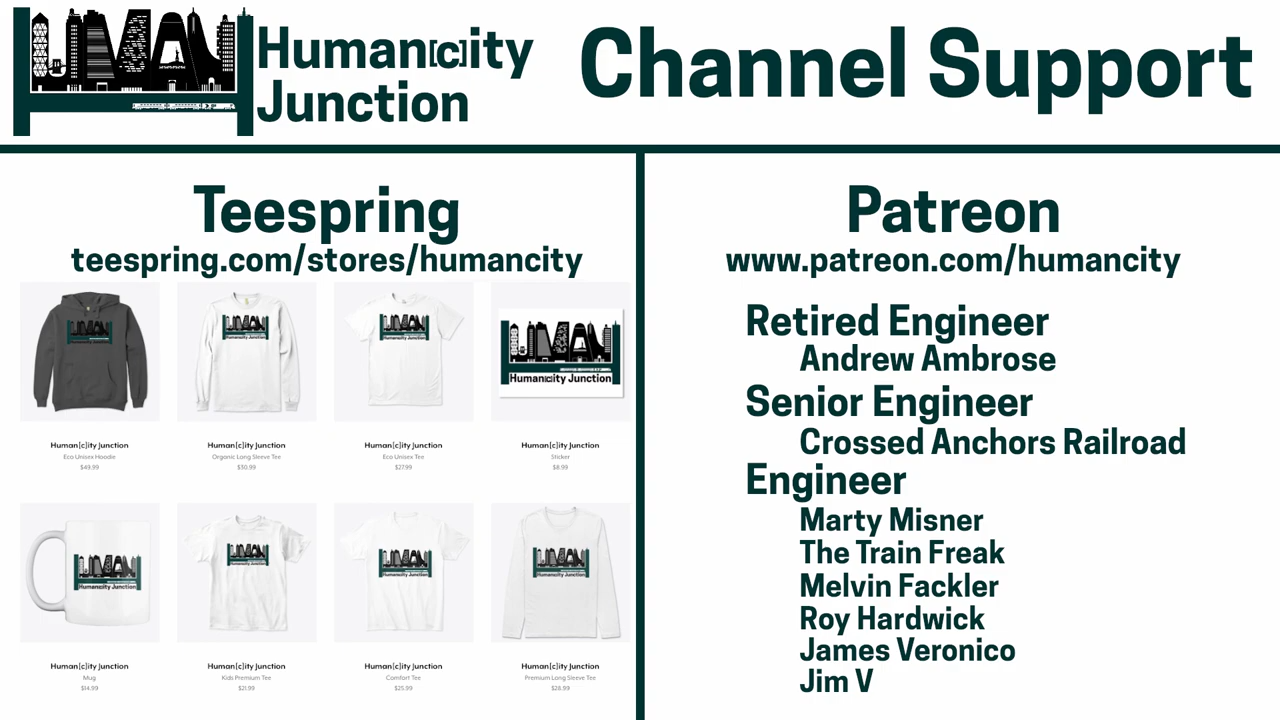 Human[c]ity
Junction
Channel Support
Teespring
teespring.com/stores/humancity
Human[c]ity Junction
Human[c]ity Junction
Eco Unisex Hoodie
$49.99
Human[c]ity Junction
Organic Long Sleeve Tee
$30.99
Human[c]ity Junction
Eco Unisex Tee
$27.99
Human[c]ity Junction
Sticker
$8.99
Human[c]ity Junction
Mug
$14.99
Human[c]ity Junction
Kids Premium Tee
$21.99
Human[c]ity Junction
Comfort Tee
$25.99
Human[c]ity Junction
Premium Long Sleeve Tee
$28.99
Patreon
www.patreon.com/humancity
Retired Engineer
Andrew Ambrose
Senior Engineer
Crossed Anchors Railroad
Engineer
Marty Misner
The Train Freak
Melvin Fackler
Roy Hardwick
James Veronico
Jim V